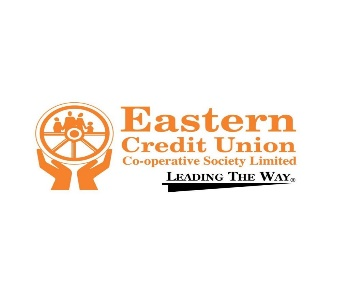 Eastern
Credit Union
Co-operative Society Limited
LEADING THE WAY®